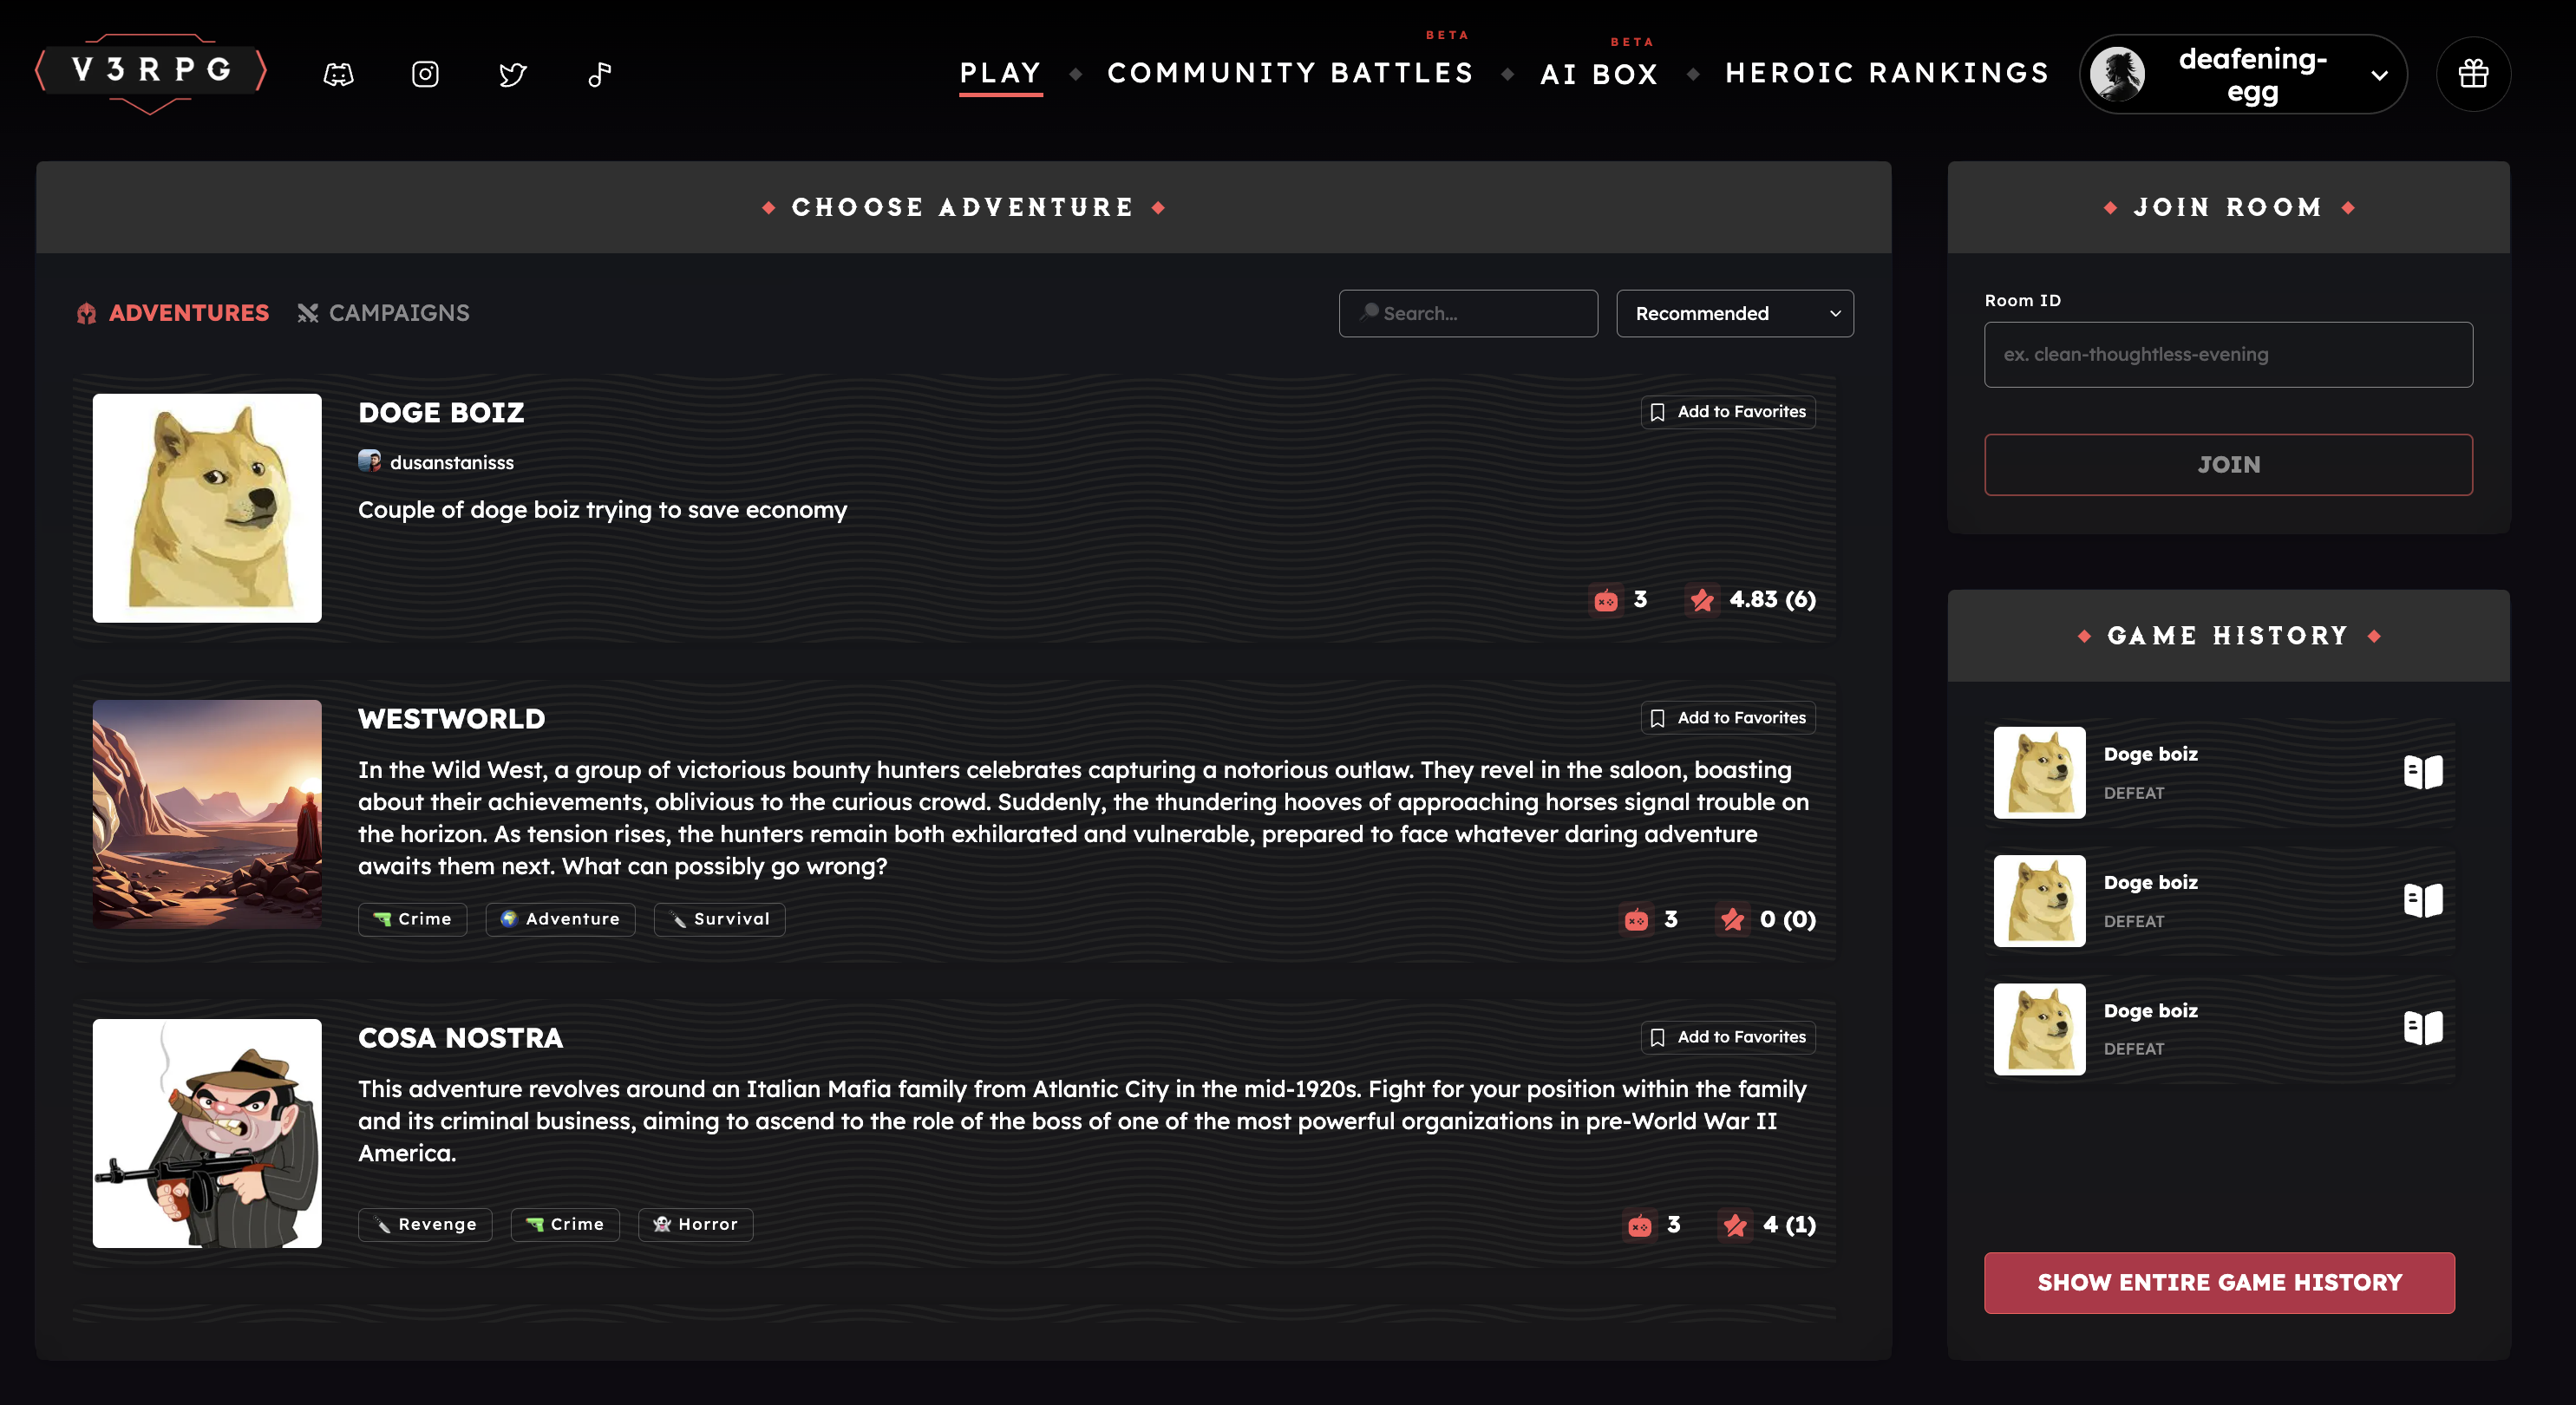 V3RPG
PLAY
BETA
COMMUNITY BATTLES
BETA
AI BOX
HEROIC RANKINGS
deafening-
egg
CHOOSE ADVENTURE
ADVENTURES
CAMPAIGNS
Search...
Recommended
DOGE BOIZ
Add to Favorites
dusanstanisss
Couple of doge boiz trying to save economy
3
4.83 (6)
WESTWORLD
Add to Favorites
In the Wild West, a group of victorious bounty hunters celebrates capturing a notorious outlaw. They revel in the saloon, boasting
about their achievements, oblivious to the curious crowd. Suddenly, the thundering hooves of approaching horses signal trouble on
the horizon. As tension rises, the hunters remain both exhilarated and vulnerable, prepared to face whatever daring adventure
awaits them next. What can possibly go wrong?
Crime
Adventure
Survival
3
0 (0)
COSA NOSTRA
Add to Favorites
This adventure revolves around an Italian Mafia family from Atlantic City in the mid-1920s. Fight for your position within the family
and its criminal business, aiming to ascend to the role of the boss of one of the most powerful organizations in pre-World War II
America.
Revenge
Crime
Horror
3
4 (1)
JOIN ROOM
Room ID
ex. clean-thoughtless-evening
JOIN
GAME HISTORY
Doge boiz
DEFEAT
Doge boiz
DEFEAT
Doge boiz
DEFEAT
SHOW ENTIRE GAME HISTORY